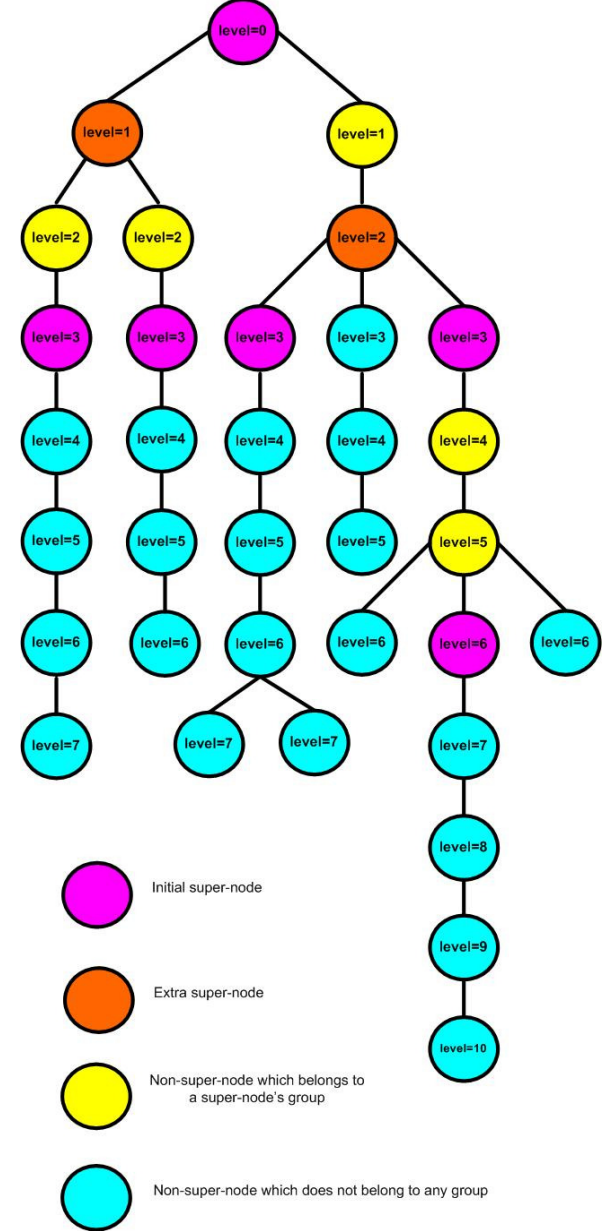 level=0
level=1
level=1
level=2
level=2
level=2
level=3
level=3
level=3
level=3
level=3
level=4
level=4
level=4
level=4
level=4
level=5
level=5
level=5
level=5
level=5
level=6
level=6
level=6
level=6
level=6
level=6
level=7
level=7
level=7
level=7
level=8
level=9
level=10
Initial super-node
Extra super-node
Non-super-node which belongs to
a super-node's group
Non-super-node which does not belong to any group